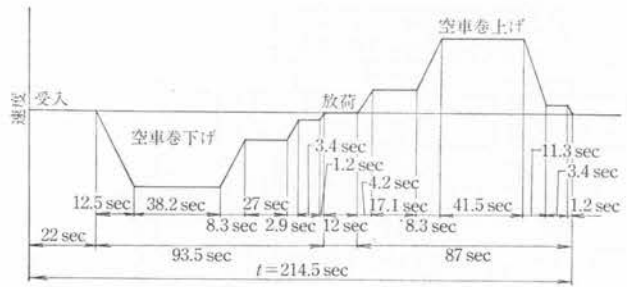 空車巻上げ
速度
受入
放荷
空車巻下げ
3.4 sec
1.2 sec
11.3 sec
3.4 sec
4.2 sec
12.5 sec
38.2 sec
27 sec
17.1 sec
41.5 sec
8.3 sec
2.9 sec
12 sec
8.3 sec
1.2 sec
22 sec
93.5 sec
87 sec
t=214.5 sec